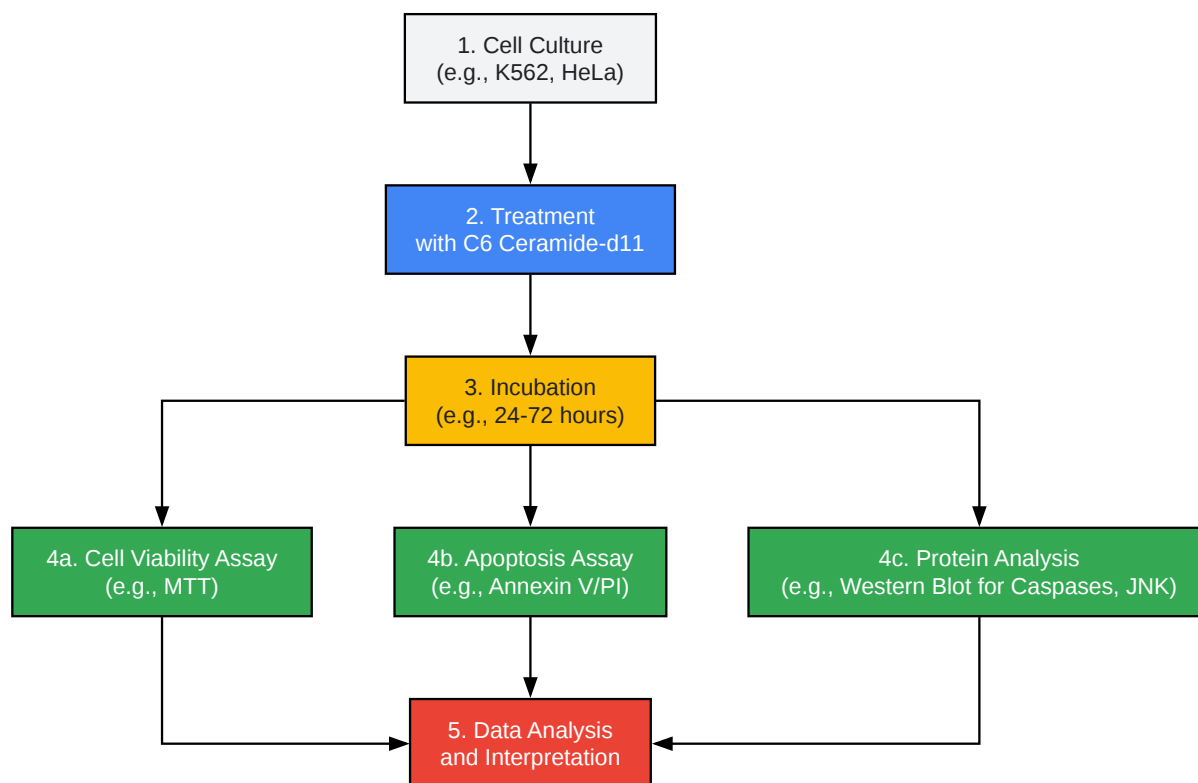 1. Cell Culture
(e.g., K562, HeLa)
2. Treatment
with C6 Ceramide-d11
3. Incubation
(e.g., 24-72 hours)
4a. Cell Viability Assay
(e.g., MTT)
4b. Apoptosis Assay
(e.g., Annexin V/PI)
4c. Protein Analysis
(e.g., Western Blot for Caspases, JNK)
5. Data Analysis
and Interpretation